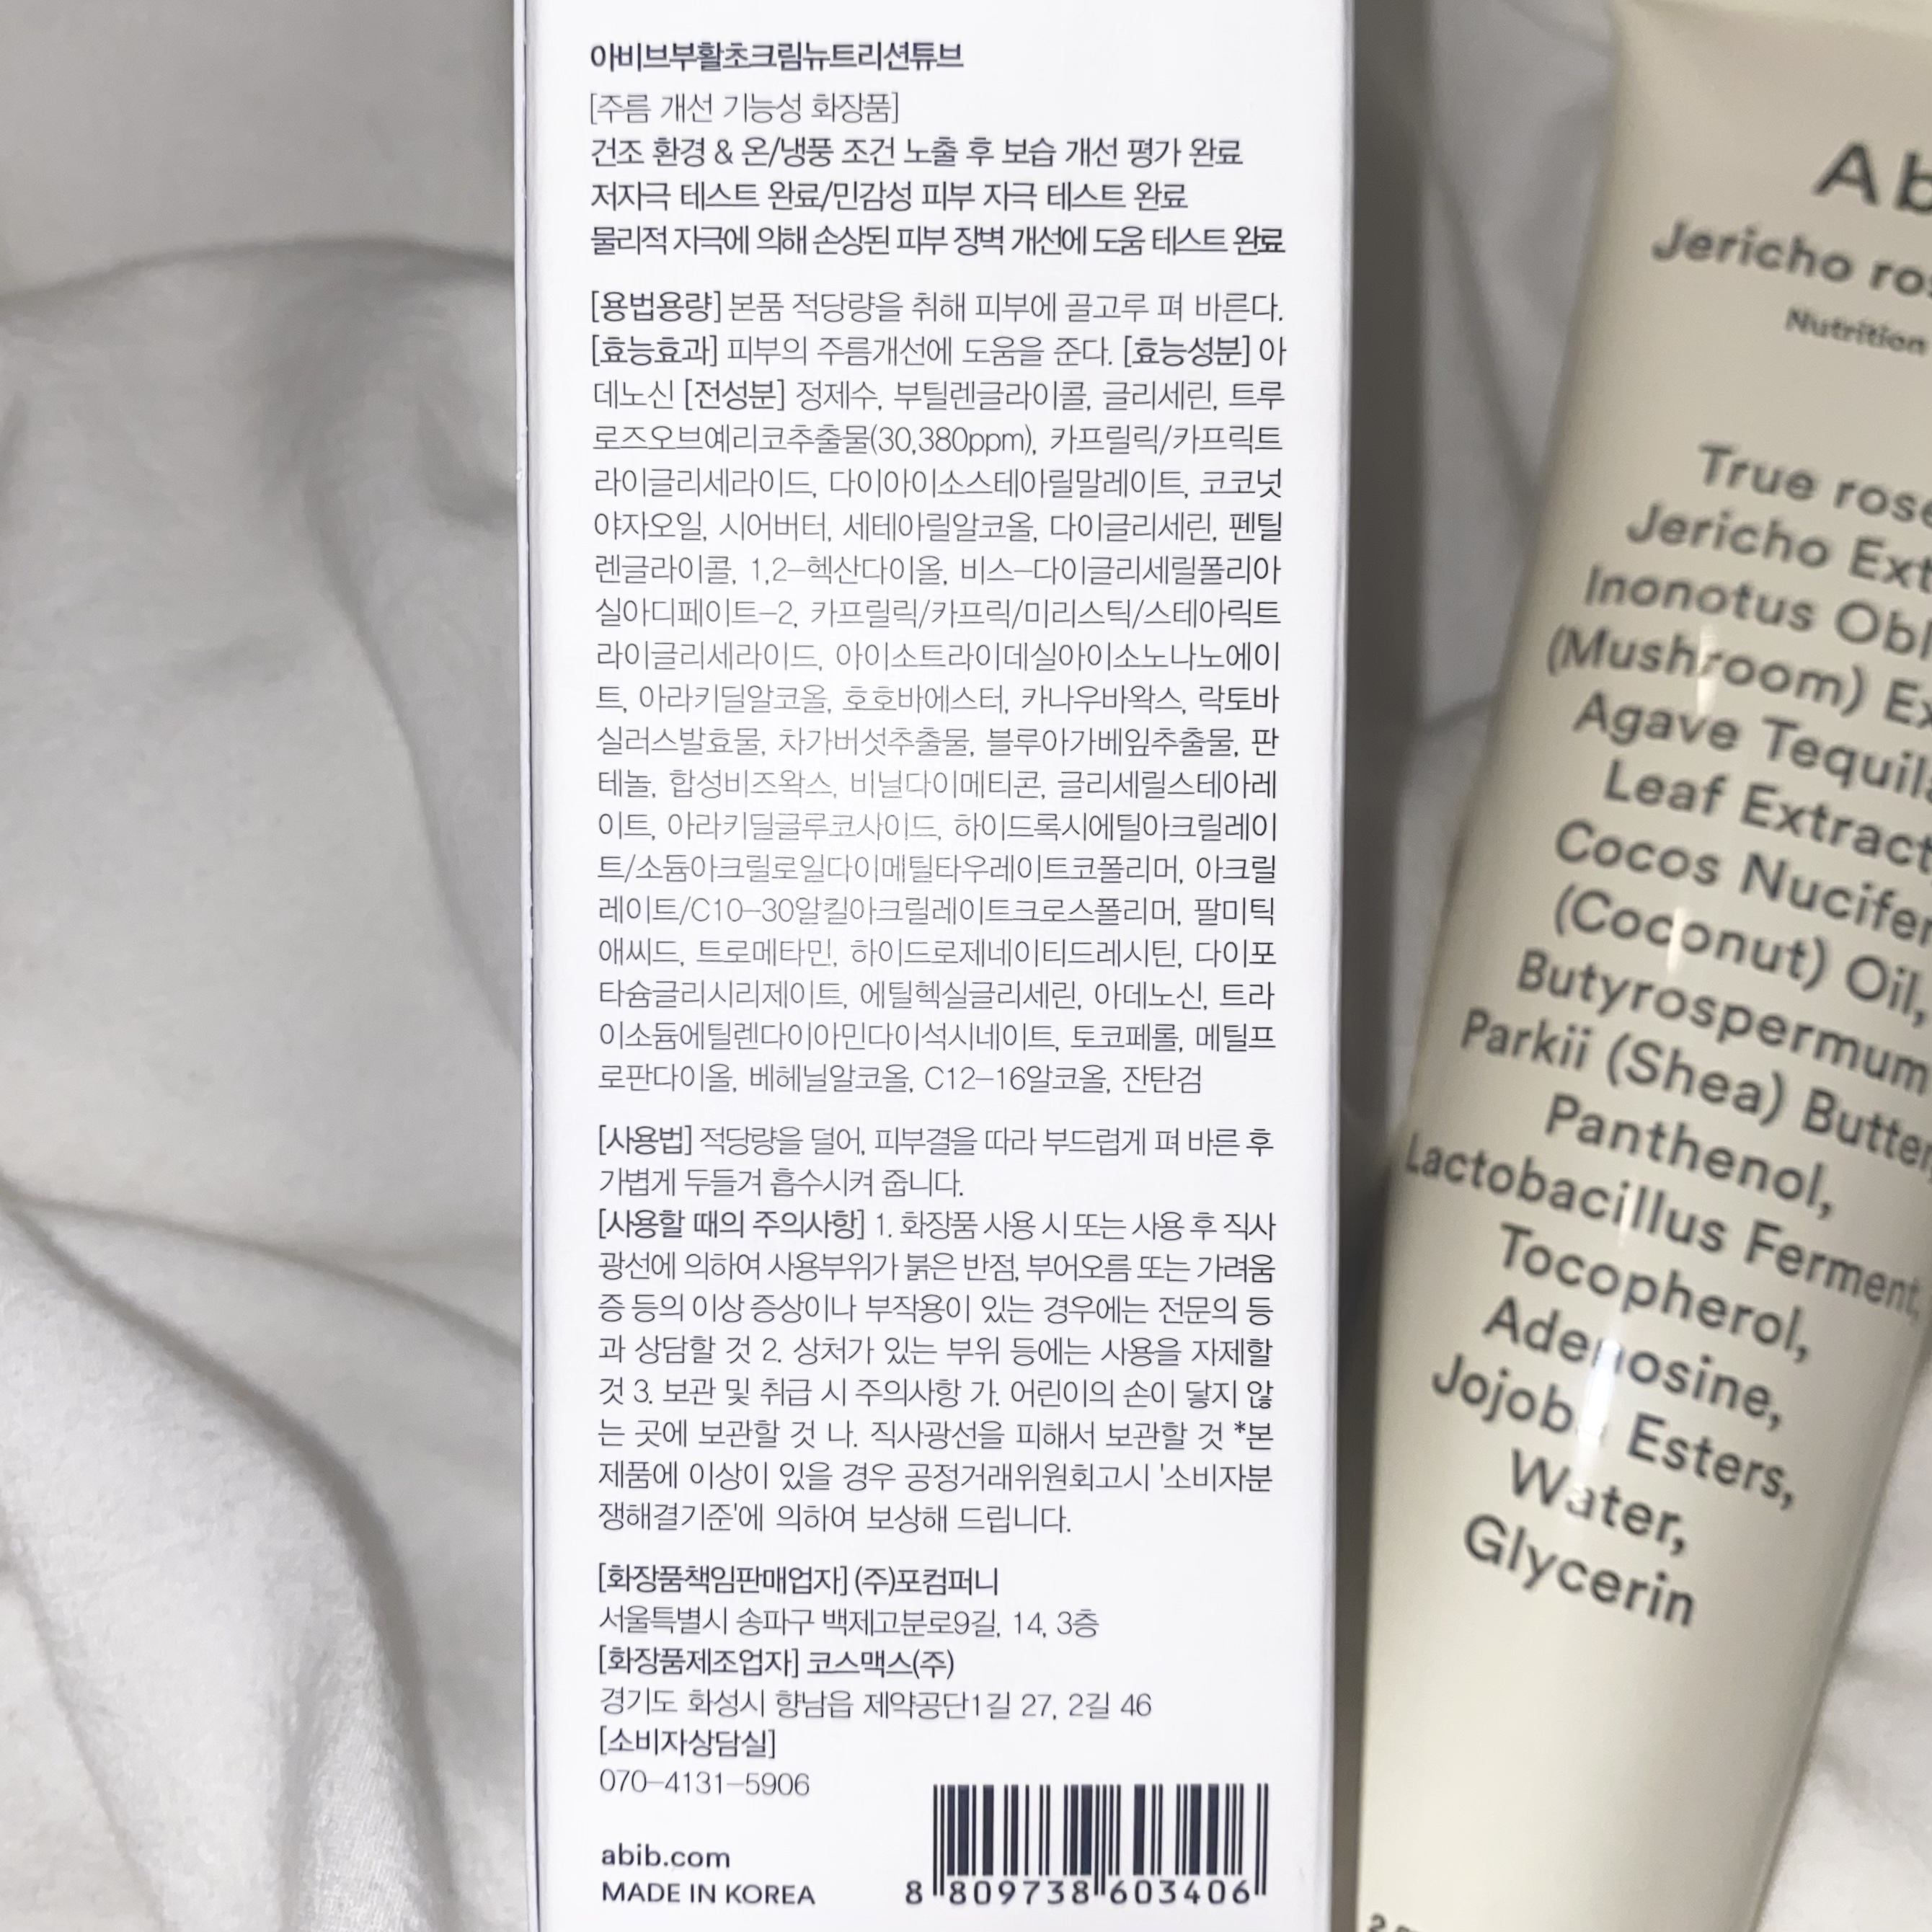 아비브부활초크림뉴트리션튜브
[주름 개선 기능성 화장품]
건조 환경 & 온/냉풍 조건 노출 후 보습 개선 평가 완료
저자극 테스트 완료/민감성 피부 자극 테스트 완료
물리적 자극에 의해 손상된 피부 장벽 개선에 도움 테스트 완료
[용법용량] 본품 적당량을 취해 피부에 골고루 펴 바른다.
[효능효과] 피부의 주름개선에 도움을 준다. [효능성분] 아
데노신 [전성분] 정제수, 부틸렌글라이콜, 글리세린, 트루
로즈오브예리코추출물(30,380ppm), 카프릴릭/카프릭트
라이글리세라이드, 다이아이소스테아릴말레이트, 코코넛
야자오일, 시어버터, 세테아릴알코올, 다이글리세린, 펜틸
렌글라이콜, 1,2-헥산다이올, 비스-다이글리세릴폴리아
실아디페이트-2, 카프릴릭/카프릭/미리스틱/스테아릭트
라이글리세라이드, 아이소트라이데실아이소노나노에이
트, 아라키딜알코올, 호호바에스터, 카나우바왁스, 락토바
실러스발효물, 차가버섯추출물, 블루아가베잎추출물, 판
테놀, 합성비즈왁스, 비닐다이메티콘, 글리세릴스테아레
이트, 아라키딜글루코사이드, 하이드록시에틸아크릴레이
트/소듐아크릴로일다이메틸타우레이트코폴리머, 아크릴
레이트/C10-30알킬아크릴레이트크로스폴리머, 팔미틱
애씨드, 트로메타민, 하이드로제네이티드레시틴, 다이포
타슘글리시리제이트, 에틸헥실글리세린, 아데노신, 트라
이소듐에틸렌다이아민다이석시네이트, 토코페롤, 메틸프
로판다이올, 베헤닐알코올, C12-16알코올, 잔탄검
[사용법] 적당량을 덜어, 피부결을 따라 부드럽게 펴 바른 후
가볍게 두들겨 흡수시켜 줍니다.
[사용할 때의 주의사항] 1. 화장품 사용 시 또는 사용 후 직사
광선에 의하여 사용부위가 붉은 반점, 부어오름 또는 가려움
증 등의 이상 증상이나 부작용이 있는 경우에는 전문의 등
과 상담할 것 2. 상처가 있는 부위 등에는 사용을 자제할
것 3. 보관 및 취급 시 주의사항 가. 어린이의 손이 닿지 않
는 곳에 보관할 것 나. 직사광선을 피해서 보관할 것 *본
제품에 이상이 있을 경우 공정거래위원회고시 '소비자분
쟁해결기준'에 의하여 보상해 드립니다.
[화장품책임판매업자] (주)포컴퍼니
서울특별시 송파구 백제고분로9길, 14, 3층
[화장품제조업자] 코스맥스(주)
경기도 화성시 향남읍 제약공단1길 27, 2길 46
[소비자상담실]
070-4131-5906
abib.com
MADE IN KOREA
8 809738 603406
Ab
Jericho ros
Nutrition
True rose
Jericho Ext
Inonotus Obl
(Mushroom) Ex
Agave Tequila
Leaf Extract
Cocos Nucifer
(Coconut) Oil,
Butyrospermum
Parkii (Shea) Butter,
Panthenol,
Lactobacillus Ferment,
Tocopherol,
Adenosine,
Jojoba Esters,
Water,
Glycerin